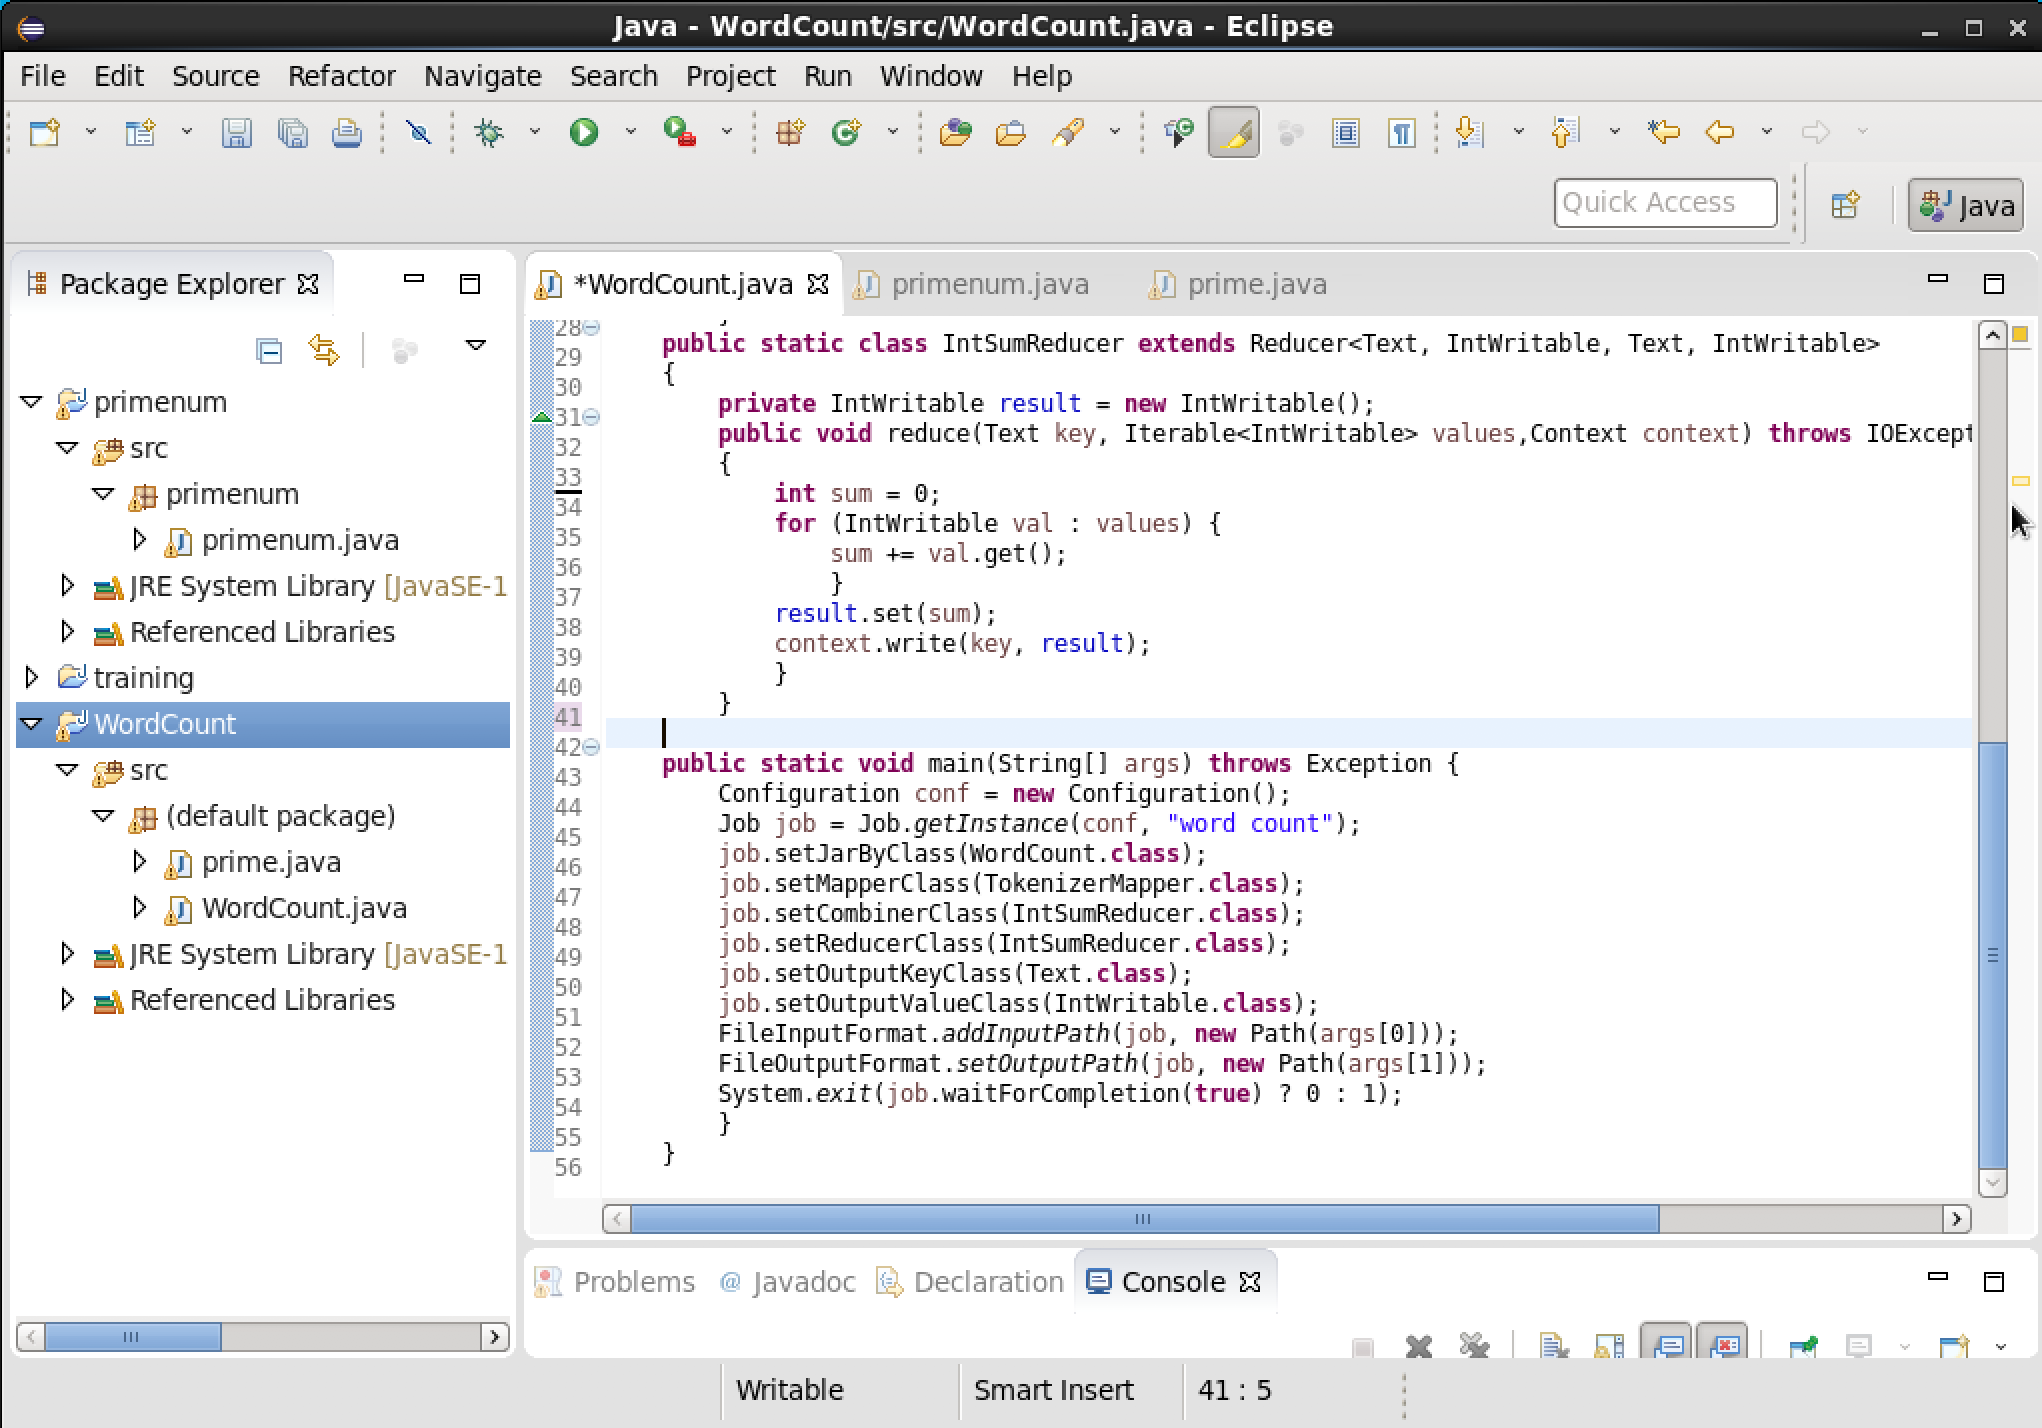 Java - WordCount/src/WordCount.java - Eclipse
File Edit Source Refactor Navigate Search Project Run Window Help
Quick Access
Java
Package Explorer
primenum
src
primenum
primenum.java
JRE System Library [JavaSE-1
Referenced Libraries
training
WordCount
src
(default package)
prime.java
WordCount.java
JRE System Library [JavaSE-1
Referenced Libraries
*WordCount.java primenum.java prime.java
28 }
29 public static class IntSumReducer extends Reducer<Text, IntWritable, Text, IntWritable>
30 {
31 private IntWritable result = new IntWritable();
32 public void reduce(Text key, Iterable<IntWritable> values,Context context) throws IOExcept
33 {
34 int sum = 0;
35 for (IntWritable val : values) {
36 sum += val.get();
37 }
38 result.set(sum);
39 context.write(key, result);
40 }
41 }
42
43 public static void main(String[] args) throws Exception {
44 Configuration conf = new Configuration();
45 Job job = Job.getInstance(conf, "word count");
46 job.setJarByClass(WordCount.class);
47 job.setMapperClass(TokenizerMapper.class);
48 job.setCombinerClass(IntSumReducer.class);
49 job.setReducerClass(IntSumReducer.class);
50 job.setOutputKeyClass(Text.class);
51 job.setOutputValueClass(IntWritable.class);
52 FileInputFormat.addInputPath(job, new Path(args[0]));
53 FileOutputFormat.setOutputPath(job, new Path(args[1]));
54 System.exit(job.waitForCompletion(true) ? 0 : 1);
55 }
56 }
Problems @ Javadoc Declaration Console
Writable Smart Insert 41 : 5